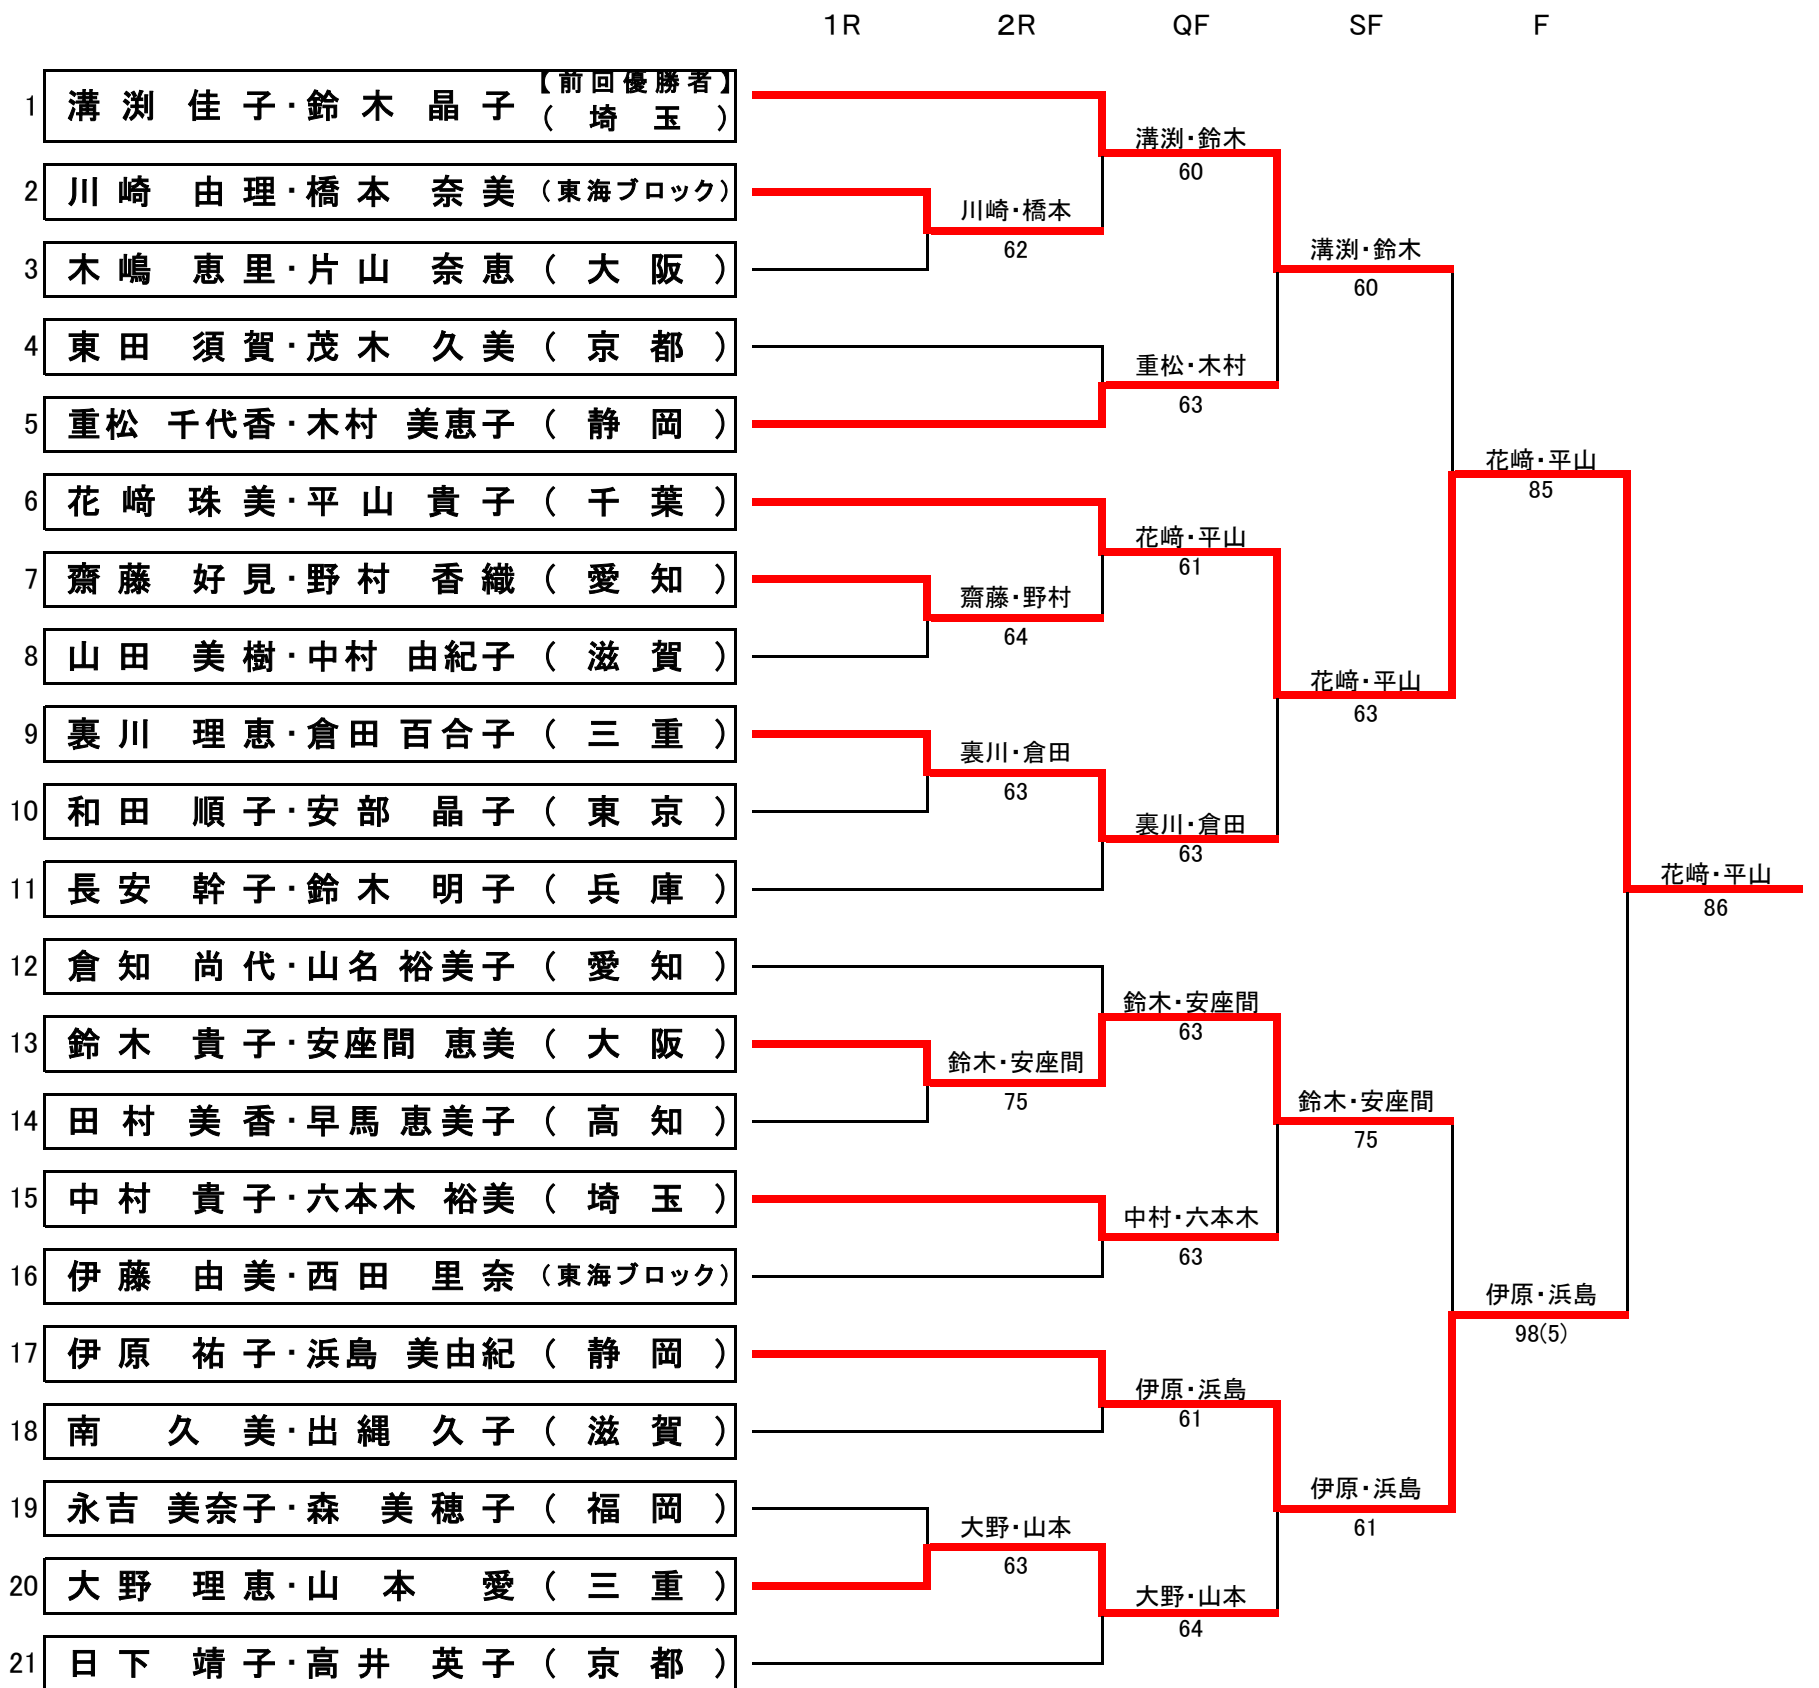 1R 2R QF SF F
1 溝渕 佳子・鈴木 晶子 【前回優勝者】 (埼玉)
2 川崎 由理・橋本 奈美 (東海ブロック)
3 木嶋 恵里・片山 奈恵 (大阪)
4 東田 須賀・茂木 久美 (京都)
5 重松 千代香・木村 美恵子 (静岡)
6 花﨑 珠美・平山 貴子 (千葉)
7 齋藤 好見・野村 香織 (愛知)
8 山田 美樹・中村 由紀子 (滋賀)
9 裏川 理恵・倉田 百合子 (三重)
10 和田 順子・安部 晶子 (東京)
11 長安 幹子・鈴木 明子 (兵庫)
12 倉知 尚代・山名 裕美子 (愛知)
13 鈴木 貴子・安座間 恵美 (大阪)
14 田村 美香・早馬 恵美子 (高知)
15 中村 貴子・六本木 裕美 (埼玉)
16 伊藤 由美・西田 里奈 (東海ブロック)
17 伊原 祐子・浜島 美由紀 (静岡)
18 南 久美・出縄 久子 (滋賀)
19 永吉 美奈子・森 美穂子 (福岡)
20 大野 理恵・山本 愛 (三重)
21 日下 靖子・高井 英子 (京都)
川崎・橋本
62
齋藤・野村
64
裏川・倉田
63
鈴木・安座間
75
大野・山本
63
溝渕・鈴木
60
重松・木村
63
花﨑・平山
61
裏川・倉田
63
鈴木・安座間
63
中村・六本木
63
伊原・浜島
61
大野・山本
64
溝渕・鈴木
60
花﨑・平山
63
鈴木・安座間
75
伊原・浜島
61
花﨑・平山
85
伊原・浜島
98(5)
花﨑・平山
86